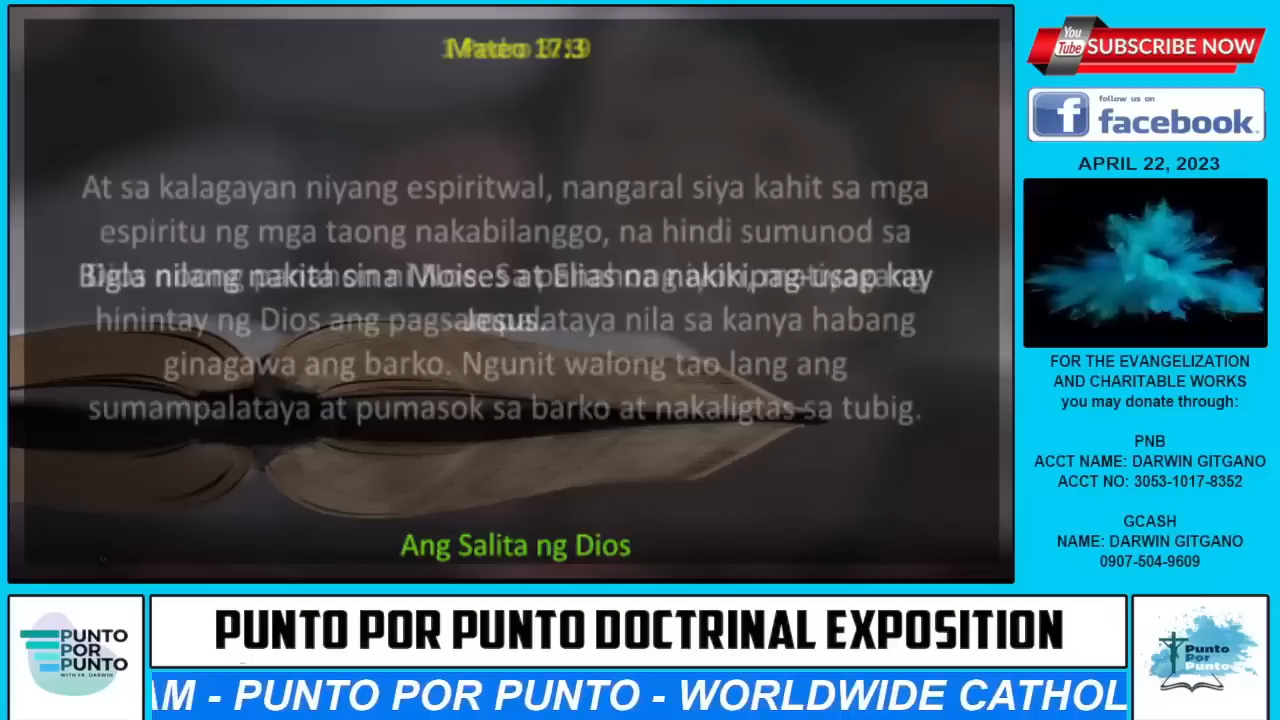 Mateo 17:3
At sa kalagayan niyang espiritwal, nangaral siya kahit sa mga
espiritu ng mga taong nakabilanggo, na hindi sumunod sa
Bigla nilang nakita sina Moises at Elias na nakikipag-usap kay
Jesus.
hinintay ng Dios ang pagsampalataya nila sa kanya habang
ginagawa ang barko. Ngunit walong tao lang ang
sumampalataya at pumasok sa barko at nakaligtas sa tubig.
Ang Salita ng Dios
You
Tube SUBSCRIBE NOW
follow us on
facebook.
APRIL 22, 2023
FOR THE EVANGELIZATION
AND CHARITABLE WORKS
you may donate through:
PNB
ACCT NAME: DARWIN GITGANO
ACCT NO: 3053-1017-8352
GCASH
NAME: DARWIN GITGANO
0907-504-9609
PUNTO
POR
PUNTO
WITH FR. DARWIN
PUNTO POR PUNTO DOCTRINAL EXPOSITION
AM - PUNTO POR PUNTO - WORLDWIDE CATHOL
Punto
Por
Punto